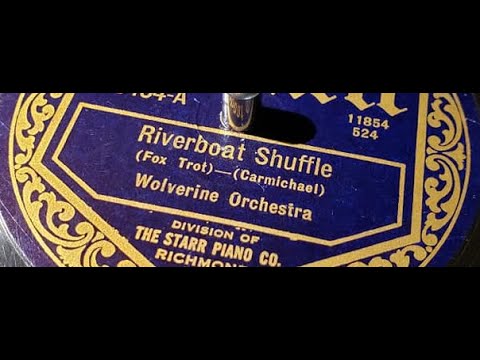 11854
524
Riverboat Shuffle
(Fox Trot)—(Carmichael)
Wolverine Orchestra
DIVISION OF
THE STARR PIANO CO.
RICHMOND